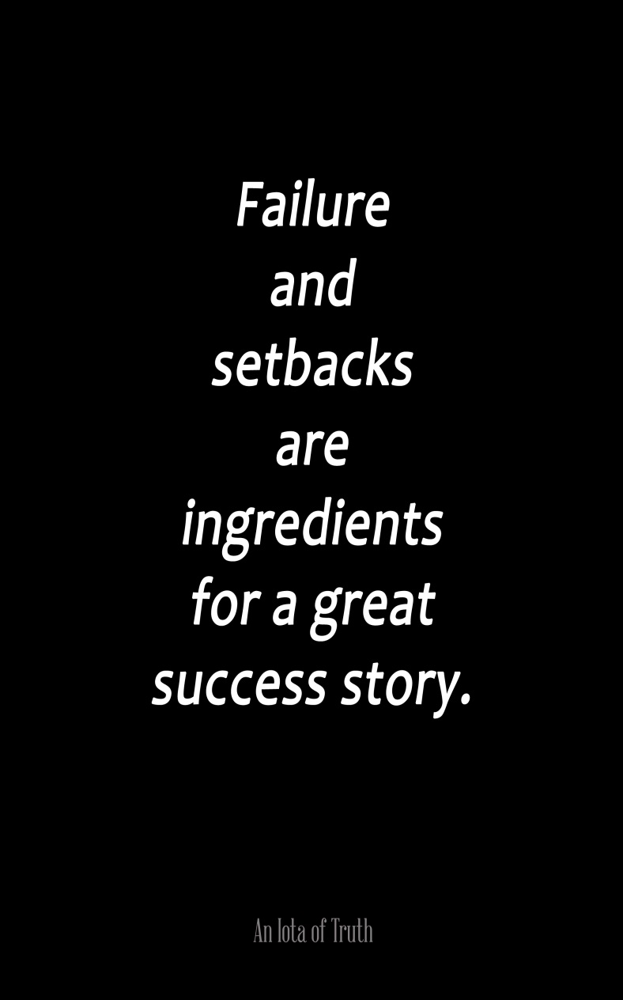 Failure
and
setbacks
are
ingredients
for a great
success story.
An Iota of Truth